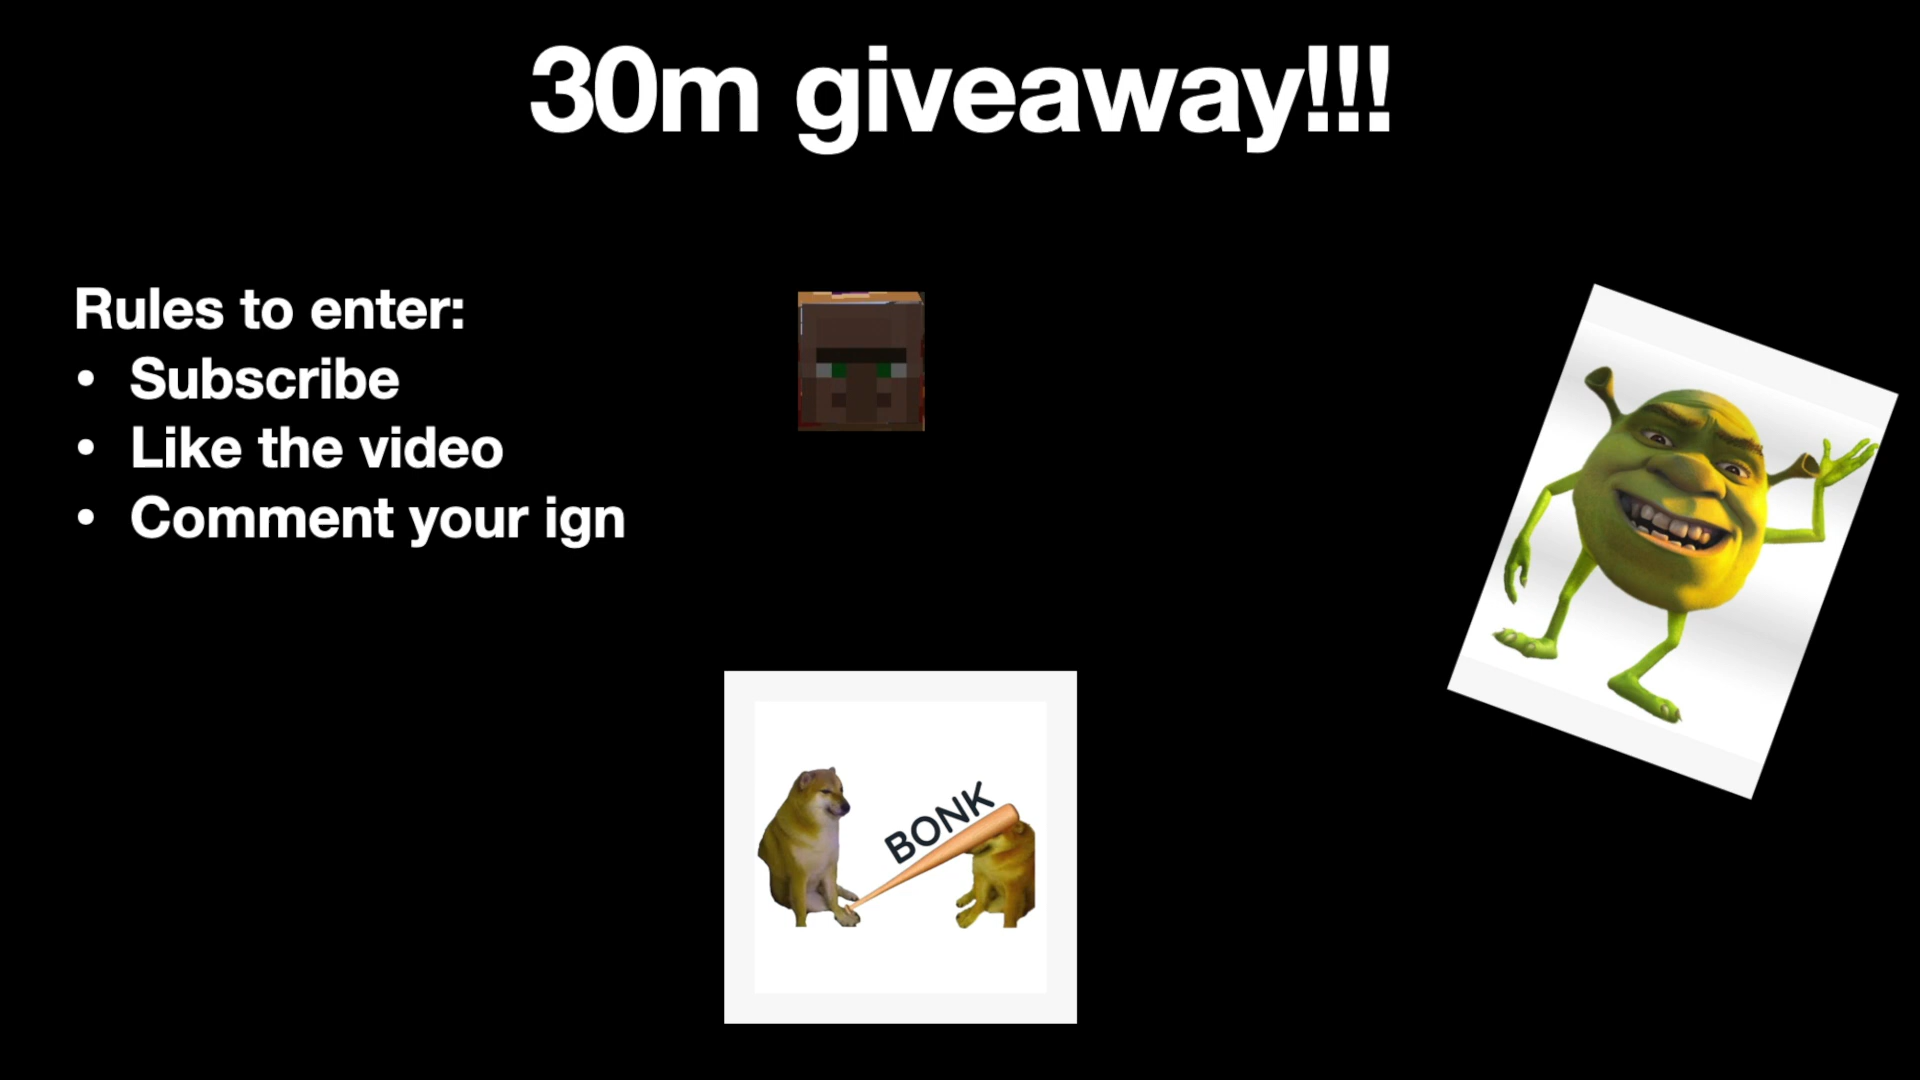 30m giveaway!!!
Rules to enter:
• Subscribe
• Like the video
• Comment your ign
BONK